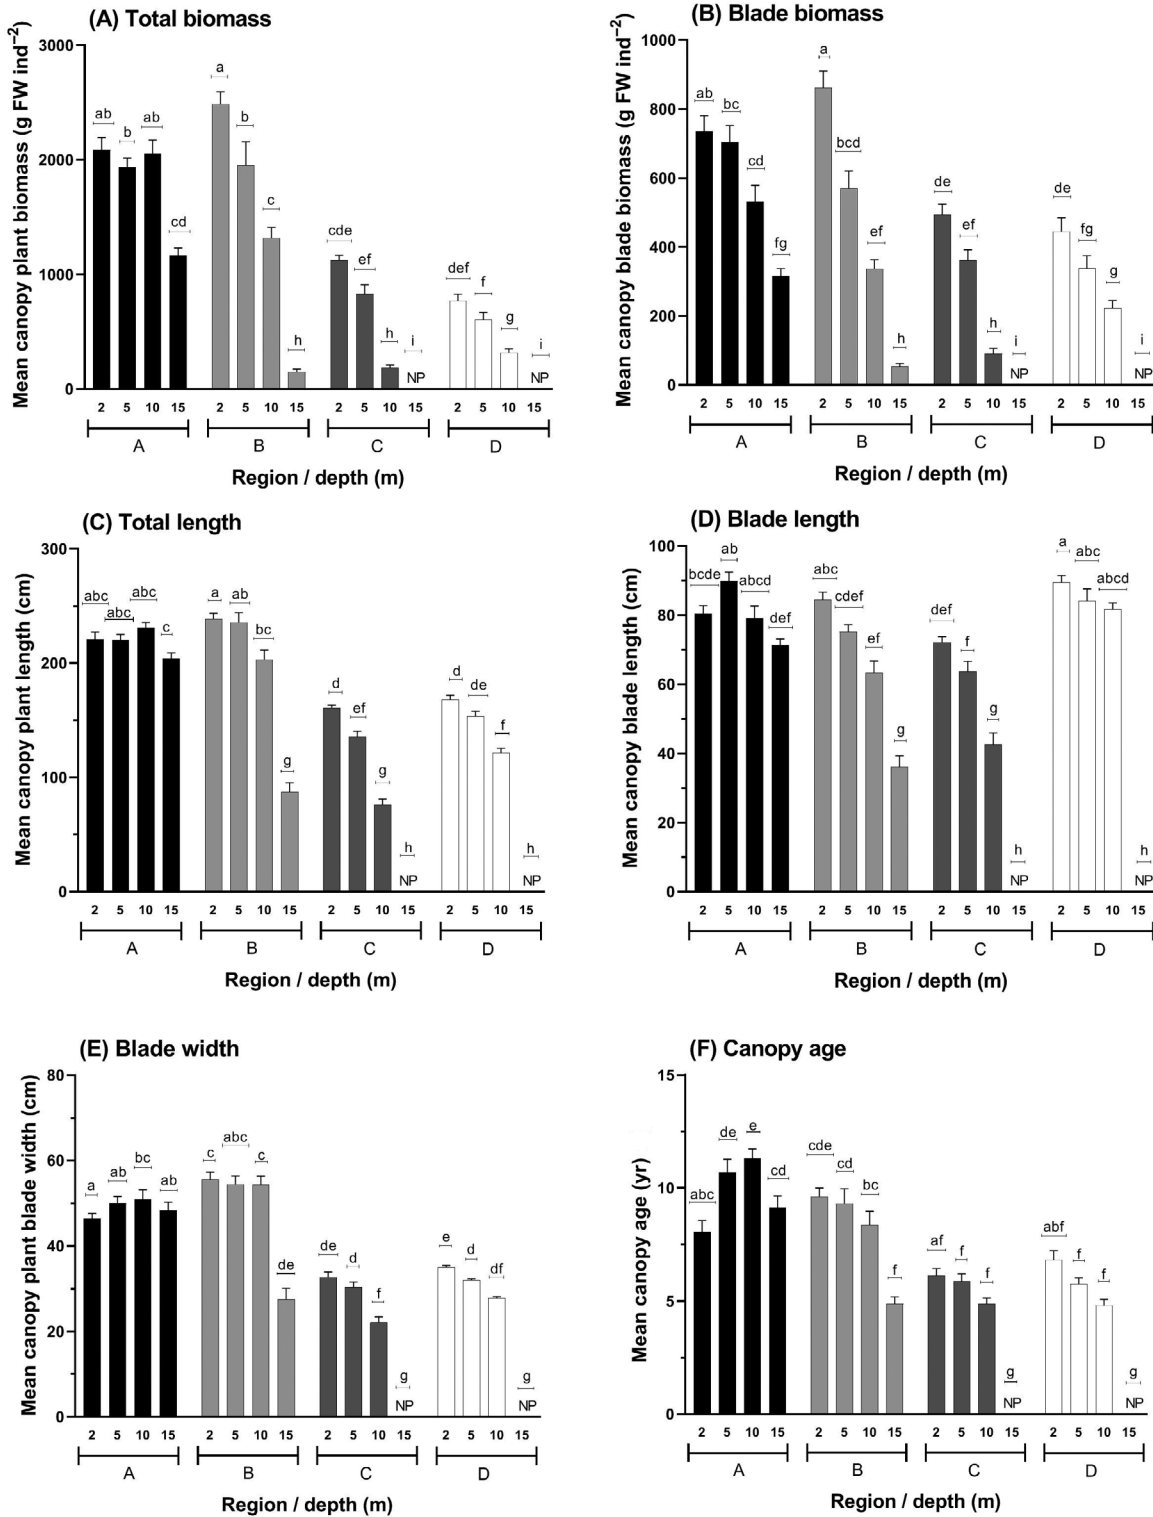 (A) Total biomass
Mean canopy plant biomass (g FW ind⁻²)
3000
2000
1000
0
ab
b
ab
cd
a
b
c
h
cde
ef
h
i
NP
def
f
g
i
NP
2 5 10 15 2 5 10 15 2 5 10 15 2 5 10 15
A B C D
Region / depth (m)
(B) Blade biomass
Mean canopy blade biomass (g FW ind⁻²)
1000
800
600
400
200
0
ab
bc
cd
fg
a
bcd
ef
h
de
ef
h
i
NP
de
fg
g
i
NP
2 5 10 15 2 5 10 15 2 5 10 15 2 5 10 15
A B C D
Region / depth (m)
(C) Total length
Mean canopy plant length (cm)
300
200
100
0
abc
abc
abc
c
a
ab
bc
g
d
ef
g
h
NP
d
de
f
h
NP
2 5 10 15 2 5 10 15 2 5 10 15 2 5 10 15
A B C D
Region / depth (m)
(D) Blade length
Mean canopy blade length (cm)
100
80
60
40
20
0
bcde
ab
abcd
def
abc
cdef
ef
g
def
f
g
h
NP
a
abc
abcd
h
NP
2 5 10 15 2 5 10 15 2 5 10 15 2 5 10 15
A B C D
Region / depth (m)
(E) Blade width
Mean canopy plant blade width (cm)
80
60
40
20
0
a
ab
bc
ab
c
abc
c
de
de
d
f
g
NP
e
d
df
g
NP
2 5 10 15 2 5 10 15 2 5 10 15 2 5 10 15
A B C D
Region / depth (m)
(F) Canopy age
Mean canopy age (yr)
15
10
5
0
abc
de
e
cd
cde
cd
bc
f
af
f
f
g
NP
abf
f
f
g
NP
2 5 10 15 2 5 10 15 2 5 10 15 2 5 10 15
A B C D
Region / depth (m)